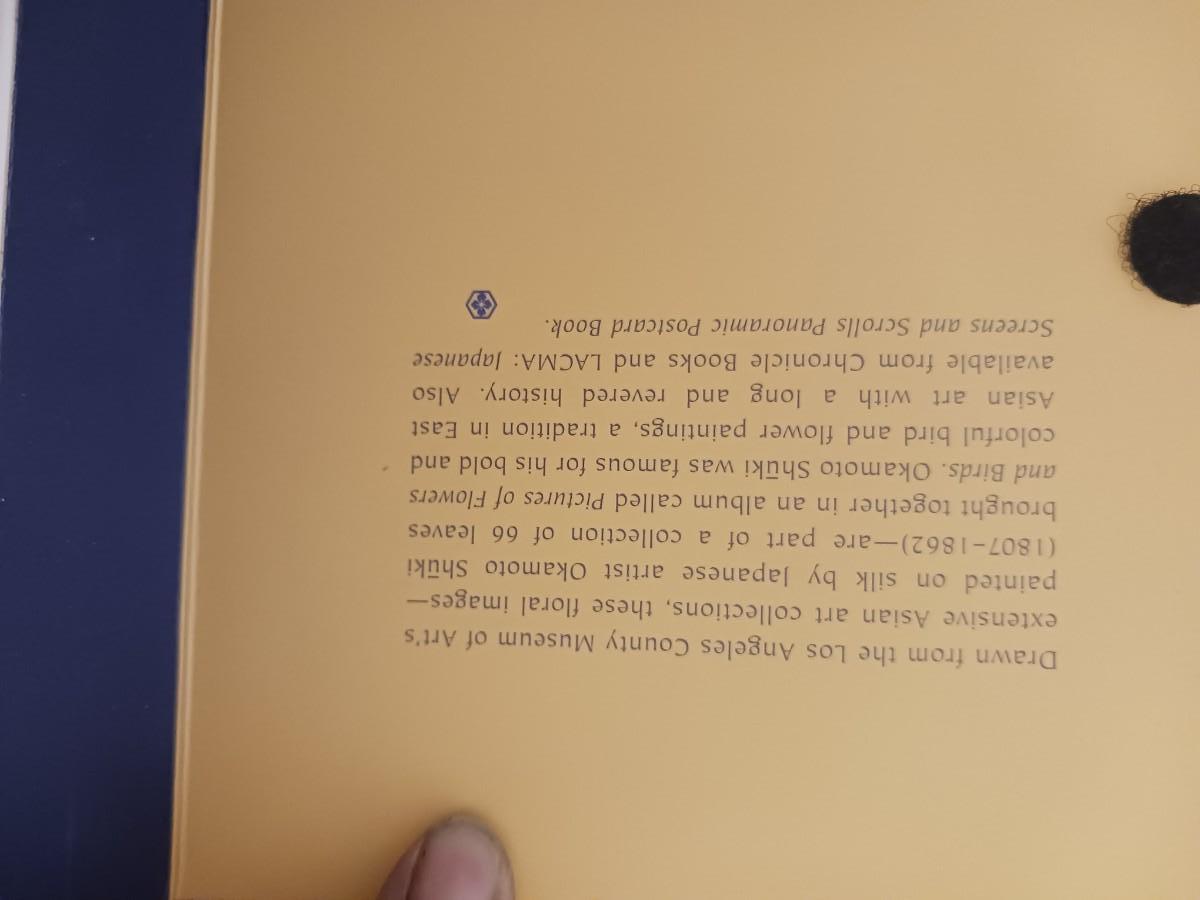 Drawn from the Los Angeles County Museum of Art's
extensive Asian art collections, these floral images—
painted on silk by Japanese artist Okamoto Shūki
(1807–1862)—are part of a collection of 66 leaves
brought together in an album called Pictures of Flowers
and Birds. Okamoto Shūki was famous for his bold and
colorful bird and flower paintings, a tradition in East
Asian art with a long and revered history. Also
available from Chronicle Books and LACMA: Japanese
Screens and Scrolls Panoramic Postcard Book.